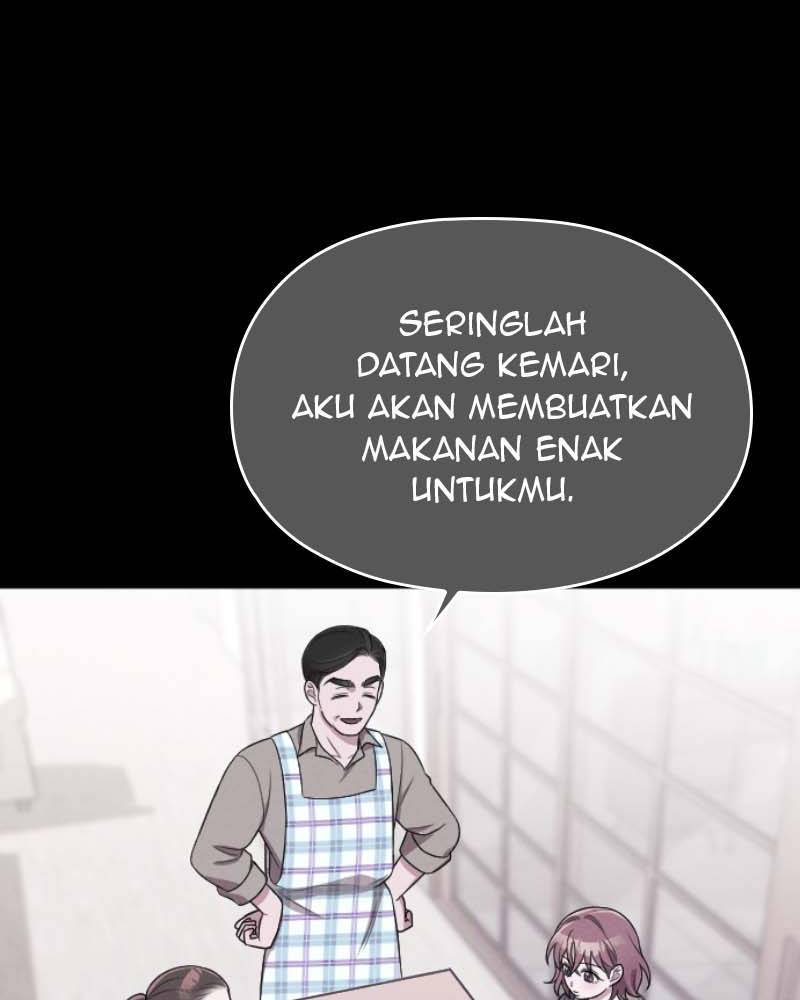 SERINGLAH
DATANG KEMARI,
AKU AKAN MEMBUATKAN
MAKANAN ENAK
UNTUKMU.